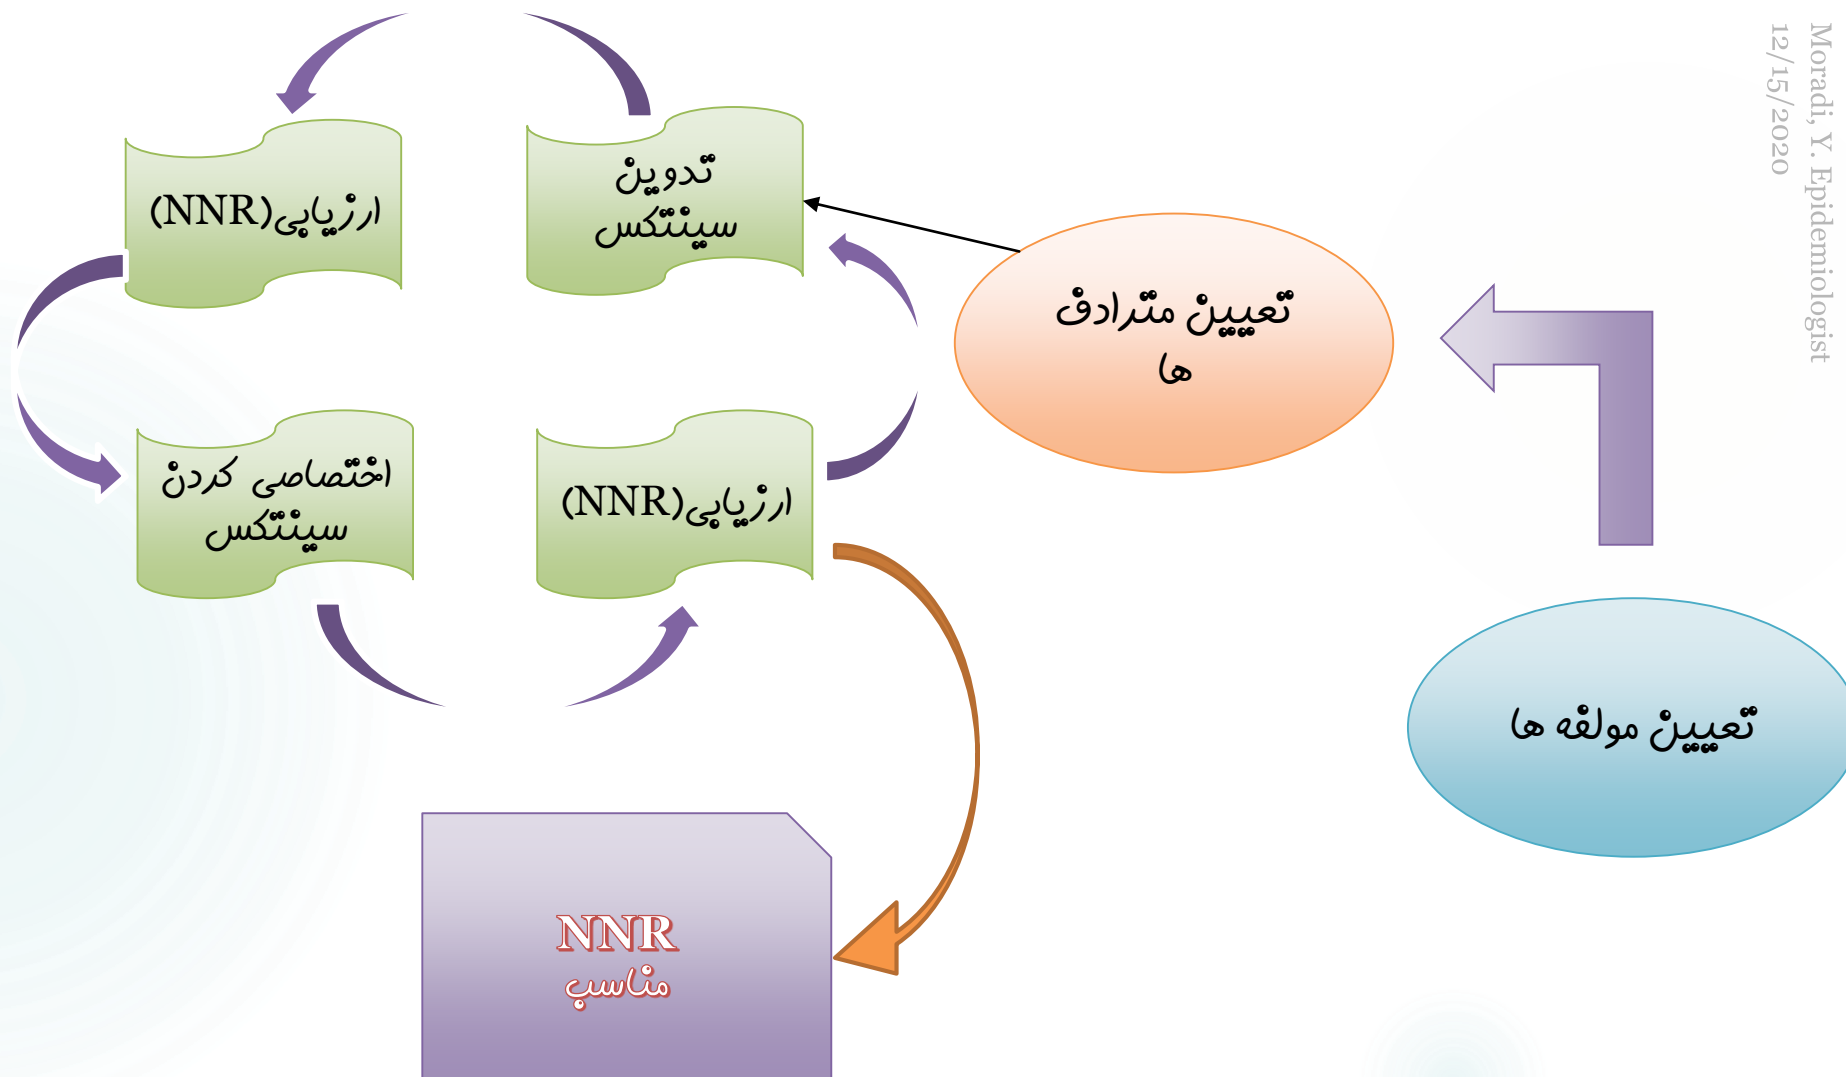 Moradi, Y. Epidemiologist
12/15/2020
تدوین
سینتکس
ارزیابی(NNR)
تعیین مترادف
ها
اختصاصی کردن
سینتکس
ارزیابی(NNR)
تعیین مولفه ها
NNR
مناسب